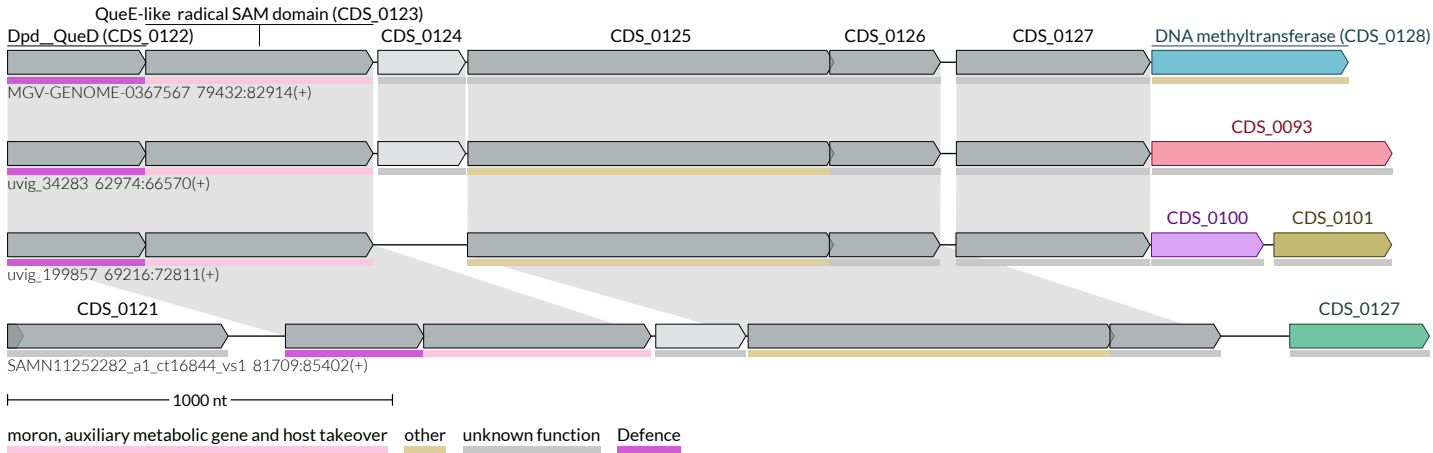 QueE-like radical SAM domain (CDS_0123)
Dpd__QueD (CDS_0122) CDS_0124 CDS_0125 CDS_0126 CDS_0127 DNA methyltransferase (CDS_0128)
MGV-GENOME-0367567 79432:82914(+)
CDS_0093
uvig_34283 62974:66570(+)
CDS_0100 CDS_0101
uvig_199857 69216:72811(+)
CDS_0121 CDS_0127
SAMN11252282_a1_ct16844_vs1 81709:85402(+)
1000 nt
moron, auxiliary metabolic gene and host takeover other unknown function Defence